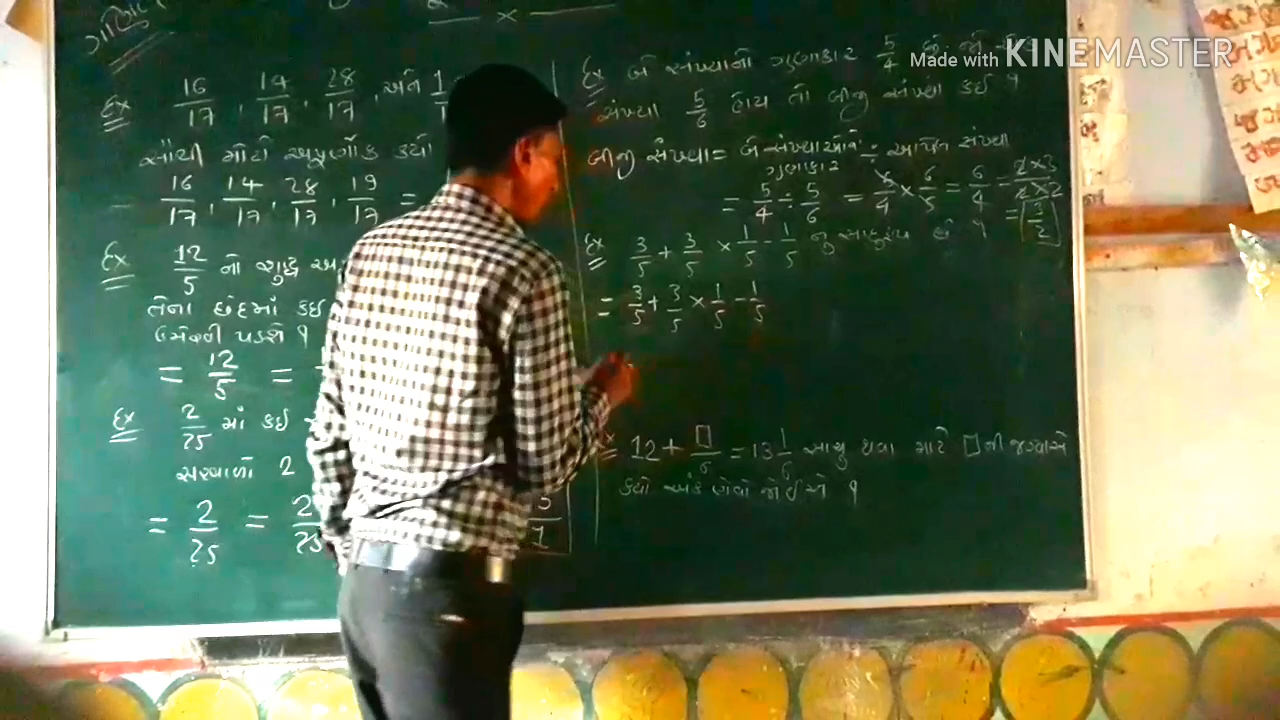 ગણિત
Ex 16/17 , 14/17 , 28/17 , અને 1
સૌથી મોટો અપૂર્ણાંક કયો
= 16/17 , 14/17 , 28/17 , 19/17 =
Ex 12/5 નો શુદ્ધ
તેના છેદમાં કઈ
ઉમેરવી પડશે ?
= 12/5 =
Ex 2/25 માં કઈ
સરવાળો 2
= 2/25 = 2/25
Made with KINEMASTER
Ex બે સંખ્યાનો ગુણાકાર 5/4 છે જો
સંખ્યા 5/6 હોય તો બીજી સંખ્યા કઈ ?
બીજી સંખ્યા = બે સંખ્યાઓનો ગુણાકાર ÷ આપેલ સંખ્યા
= 5/4 ÷ 5/6 = 5/4 × 6/5 = 6/4 = 2×3/2×2
= 3/2
Ex 3/5 + 3/5 × 1/5 - 1/5 નુ સાદુરૂપ શું ?
= 3/5 + 3/5 × 1/5 - 1/5
Ex 12 + □/6 = 13 1/6 સાચુ થવા માટે □ ની જગ્યાએ
કયો અંક લેવો જોઈએ ?